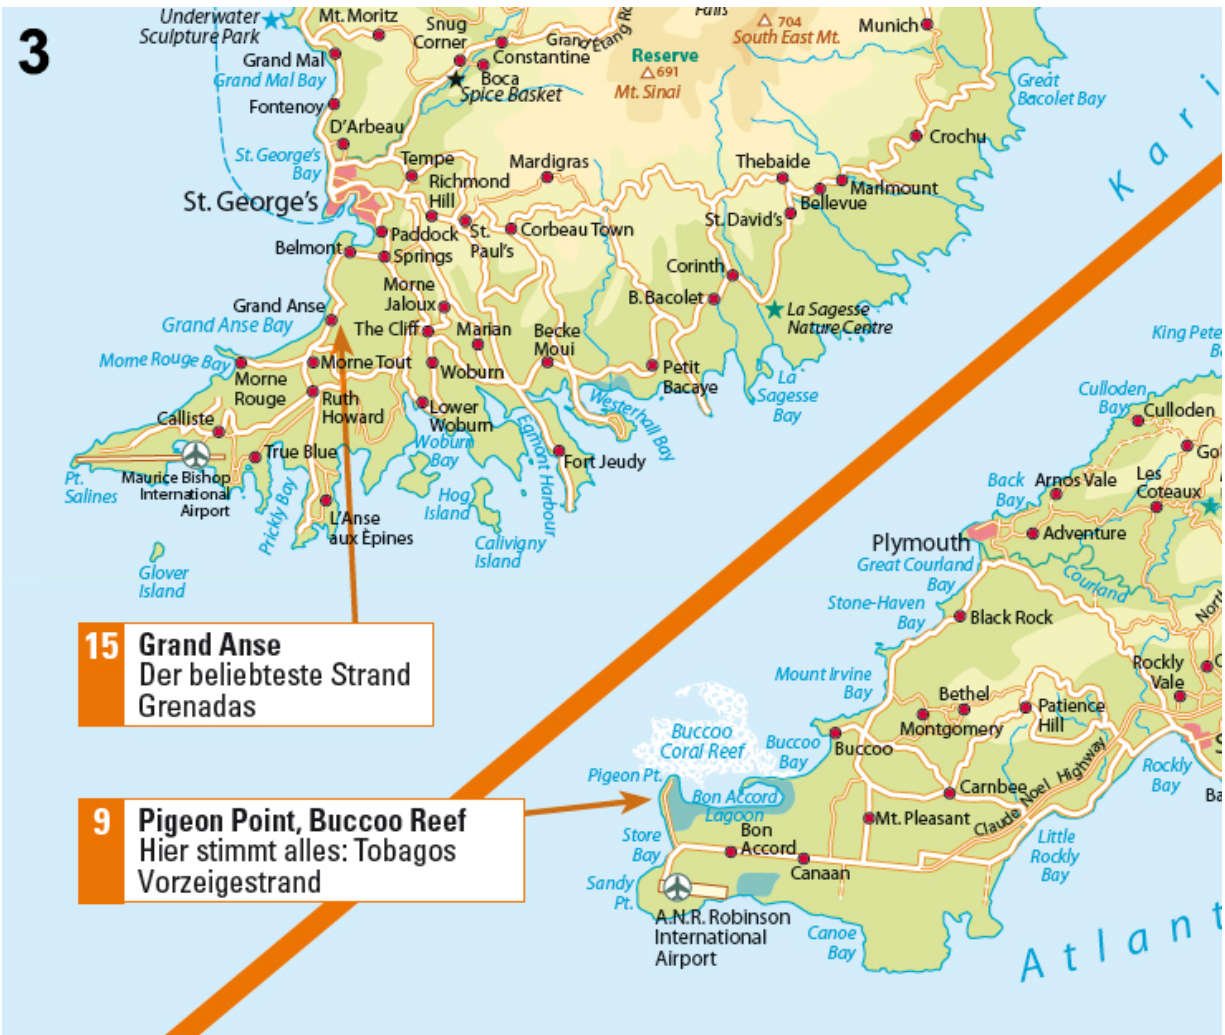 3
Underwater
Sculpture Park
Mt. Moritz
Snug
Corner
Grand Étang Ro
Falls
704
South East Mt.
Munich
Grand Mal
Grand Mal Bay
Constantine
Boca
Spice Basket
Reserve
691
Mt. Sinai
Great
Bacolet Bay
Fontenoy
D'Arbeau
Crochu
Kari
St. George's
Bay
Tempe
Mardigras
Thebaide
Richmond
Hill
Marlmount
St. George's
Bellevue
St. David's
Paddock
St.
Paul's
Corbeau Town
Belmont
Springs
Corinth
Morne
Jaloux
B. Bacolet
Grand Anse
Grand Anse Bay
The Cliff
Marian
Becke
Moui
La Sagesse
Nature Centre
King Pete
Morne Rouge Bay
Morne Tout
Woburn
Petit
Bacaye
Morne
Rouge
Ruth
Howard
La
Sagesse
Bay
Culloden
Bay
Culloden
Calliste
Lower
Woburn
Westerhall Bay
Woburn
Bay
Egmont Harbour
True Blue
Fort Jeudy
Go
Pt.
Salines
Maurice Bishop
International
Airport
Prickly Bay
Hog
Island
Back
Bay
Arnos Vale
Les
Coteaux
L'Anse
aux Èpines
Calivigny
Island
Plymouth
Adventure
Glover
Island
Great Courland
Bay
Courland
Stone-Haven
Bay
Black Rock
North
15 Grand Anse
Der beliebteste Strand
Grenadas
Mount Irvine
Bay
Rockly
Vale
Bethel
Montgomery
Patience
Hill
Buccoo
Coral Reef
Buccoo
Bay
Buccoo
Pigeon Pt.
Rockly
Bay
Carnbee
Claude Noel Highway
Bon Accord
Lagoon
Ba
9 Pigeon Point, Buccoo Reef
Hier stimmt alles: Tobagos
Vorzeigestrand
Mt. Pleasant
Store
Bay
Bon
Accord
Little
Rockly
Bay
Canaan
Sandy
Pt.
A.N.R. Robinson
International
Airport
Canoe
Bay
Atlant